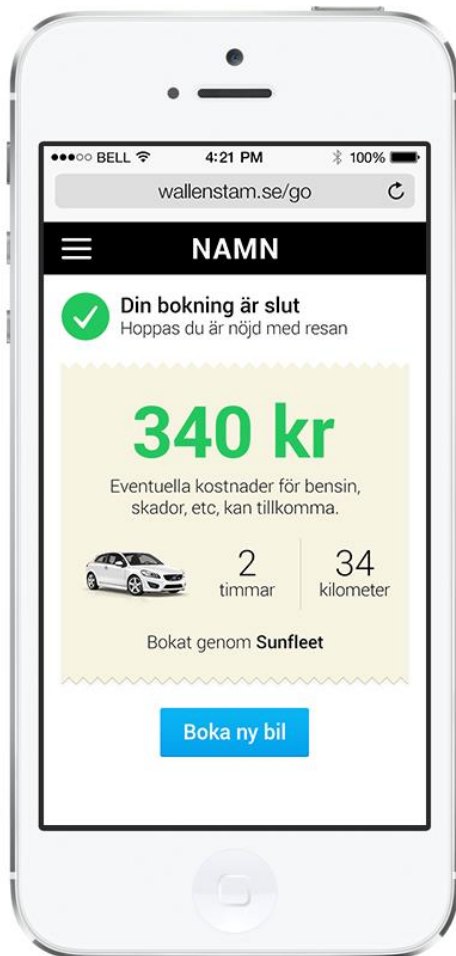 BELL 4:21 PM 100%
wallenstam.se/go
NAMN
Din bokning är slut
Hoppas du är nöjd med resan
340 kr
Eventuella kostnader för bensin,
skador, etc, kan tillkomma.
2 34
timmar kilometer
Bokat genom Sunfleet
Boka ny bil